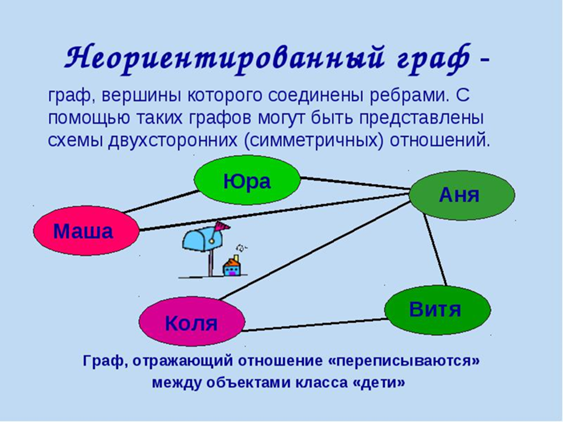 Неориентированный граф -
граф, вершины которого соединены ребрами. С
помощью таких графов могут быть представлены
схемы двухсторонних (симметричных) отношений.
Юра
Аня
Маша
Витя
Коля
Граф, отражающий отношение «переписываются»
между объектами класса «дети»